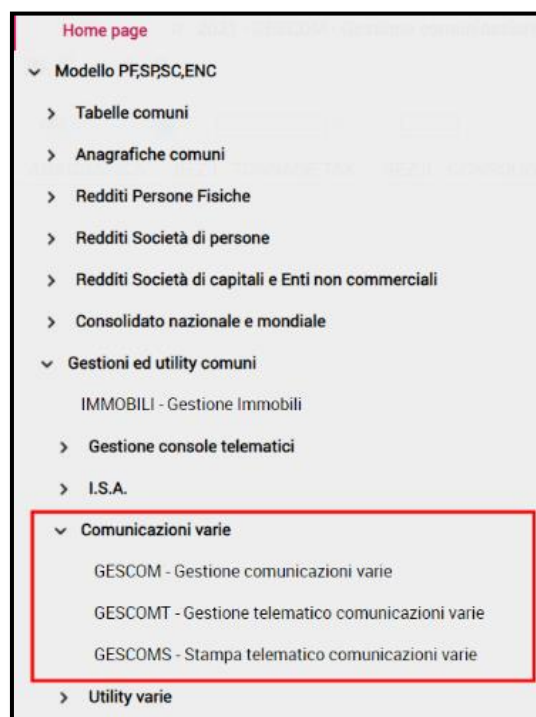 Home page
Modello PF,SP,SC,ENC
Tabelle comuni
Anagrafiche comuni
Redditi Persone Fisiche
Redditi Società di persone
Redditi Società di capitali e Enti non commerciali
Consolidato nazionale e mondiale
Gestioni ed utility comuni
IMMOBILI - Gestione Immobili
Gestione console telematici
I.S.A.
Comunicazioni varie
GESCOM - Gestione comunicazioni varie
GESCOMT - Gestione telematico comunicazioni varie
GESCOMS - Stampa telematico comunicazioni varie
Utility varie